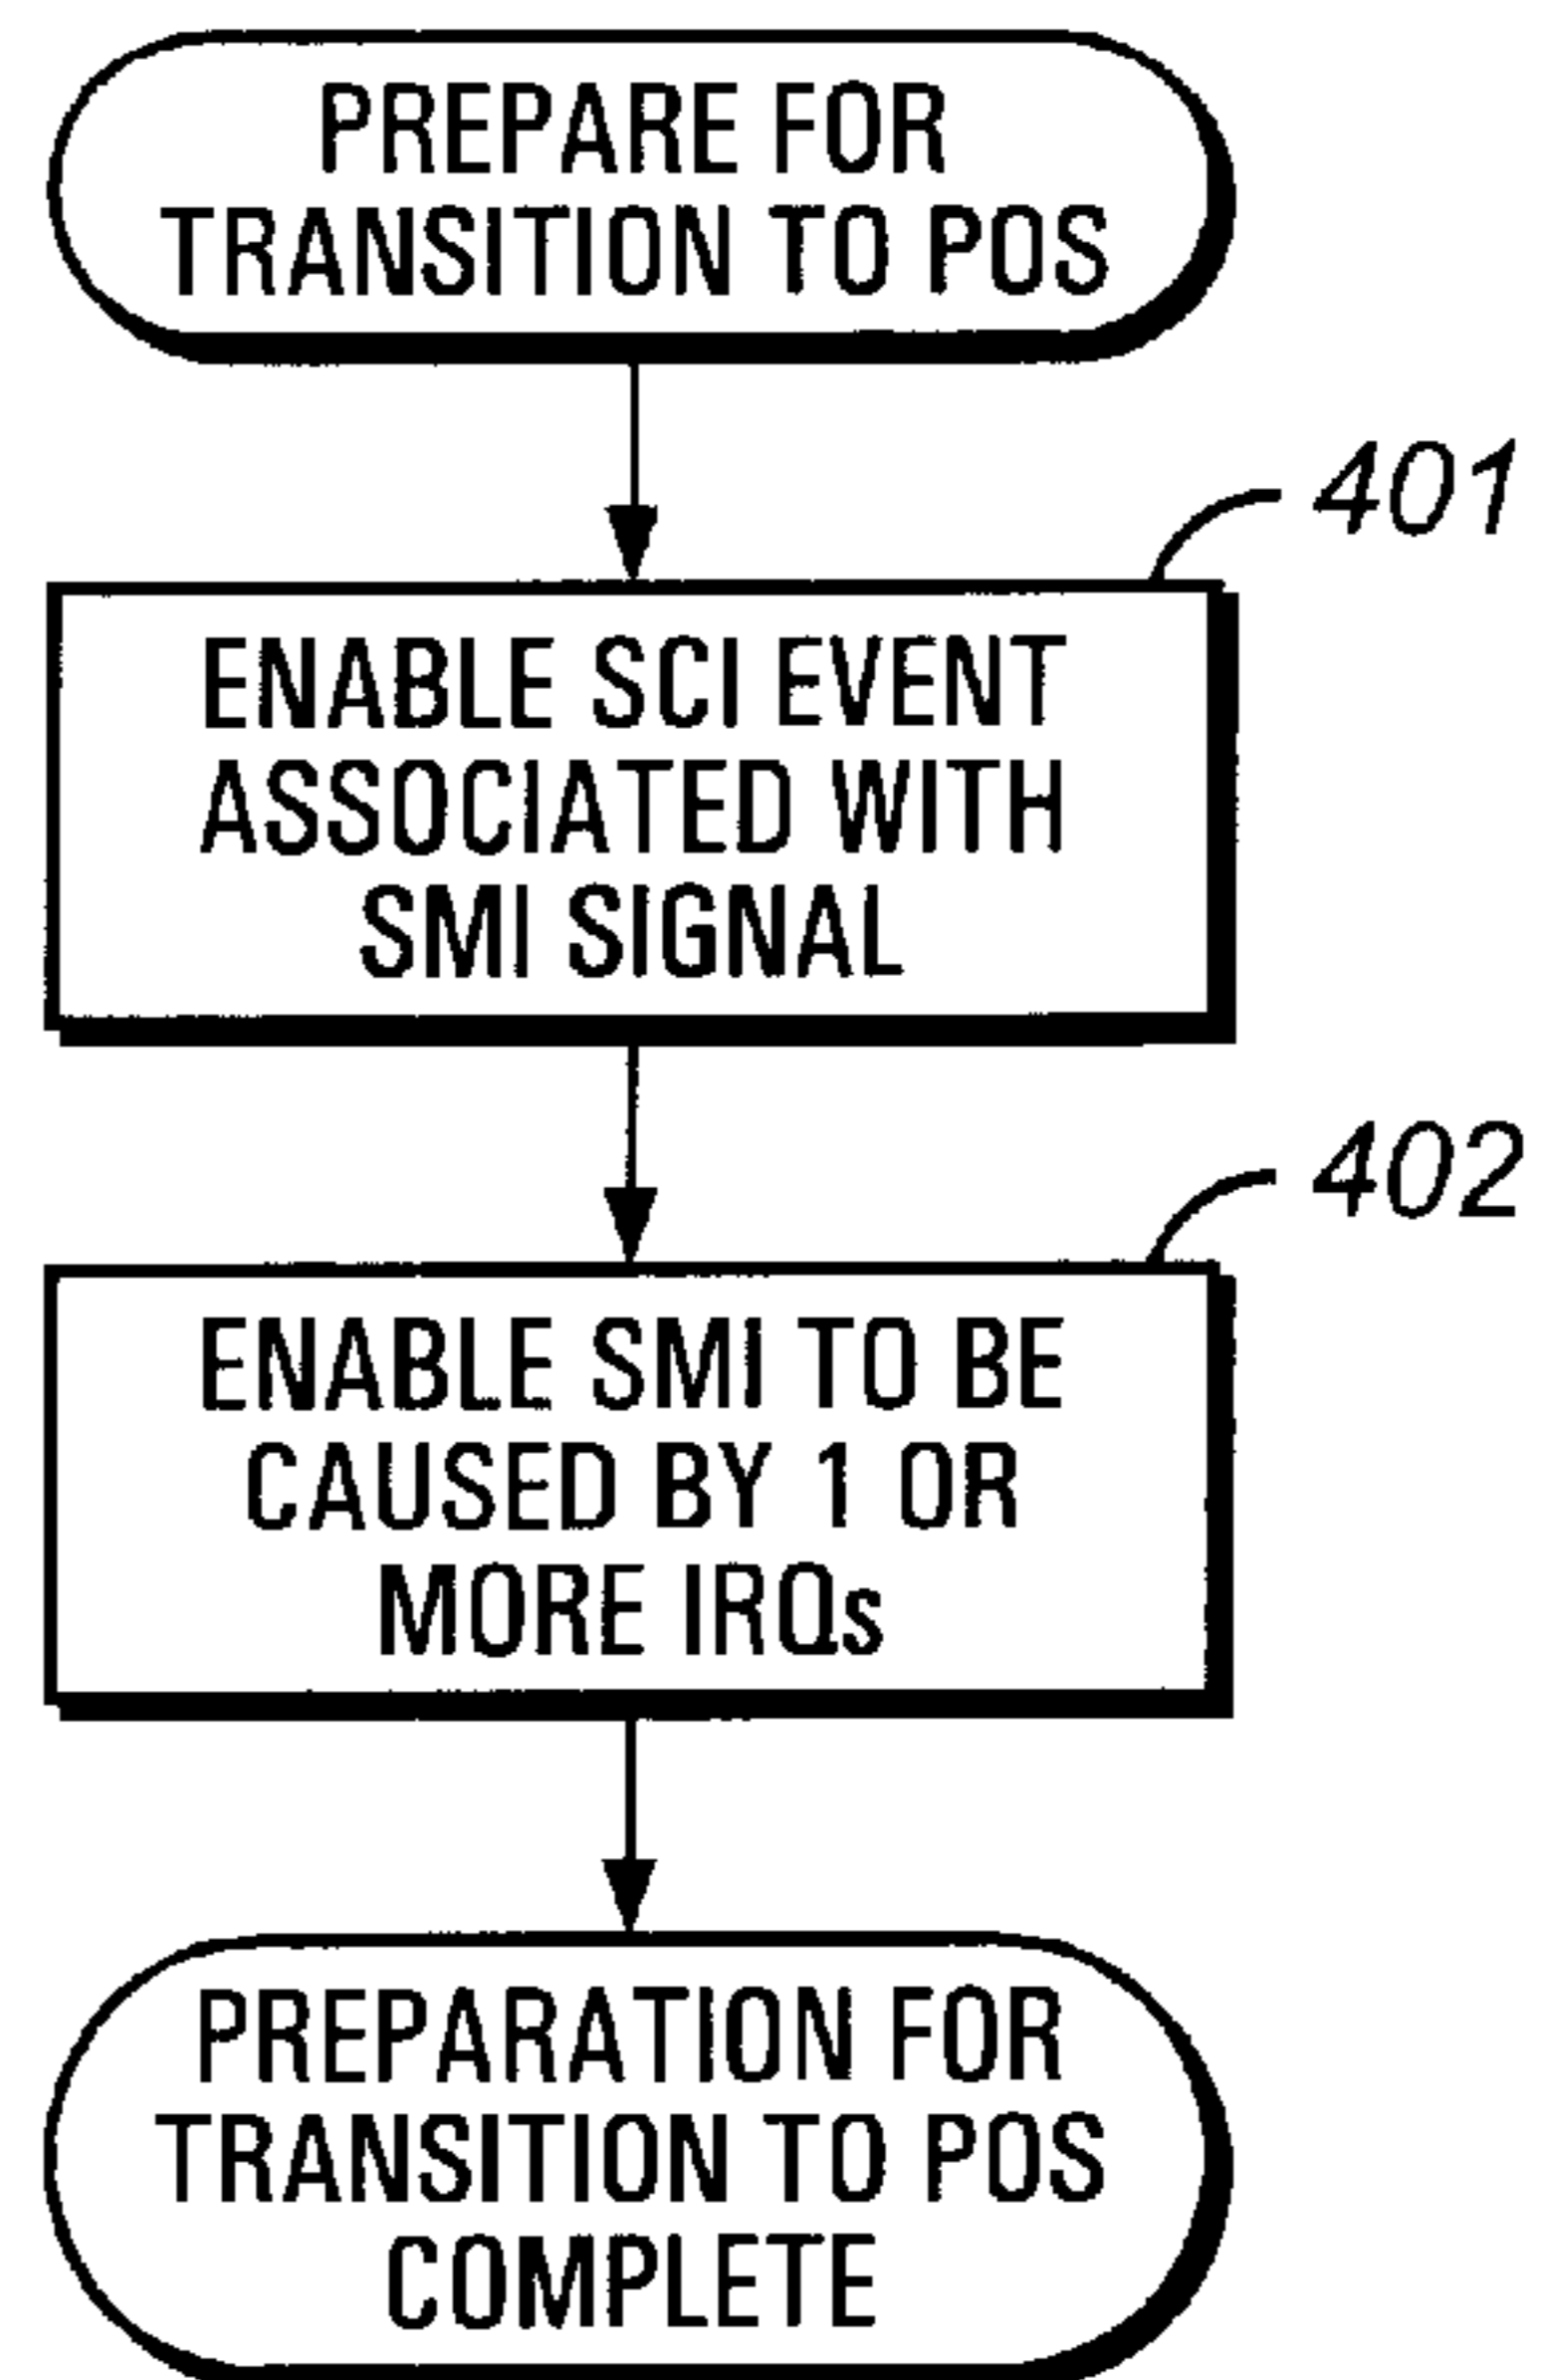 PREPARE FOR
TRANSITION TO POS
401
ENABLE SCI EVENT
ASSOCIATED WITH
SMI SIGNAL
402
ENABLE SMI TO BE
CAUSED BY 1 OR
MORE IRQs
PREPARATION FOR
TRANSITION TO POS
COMPLETE